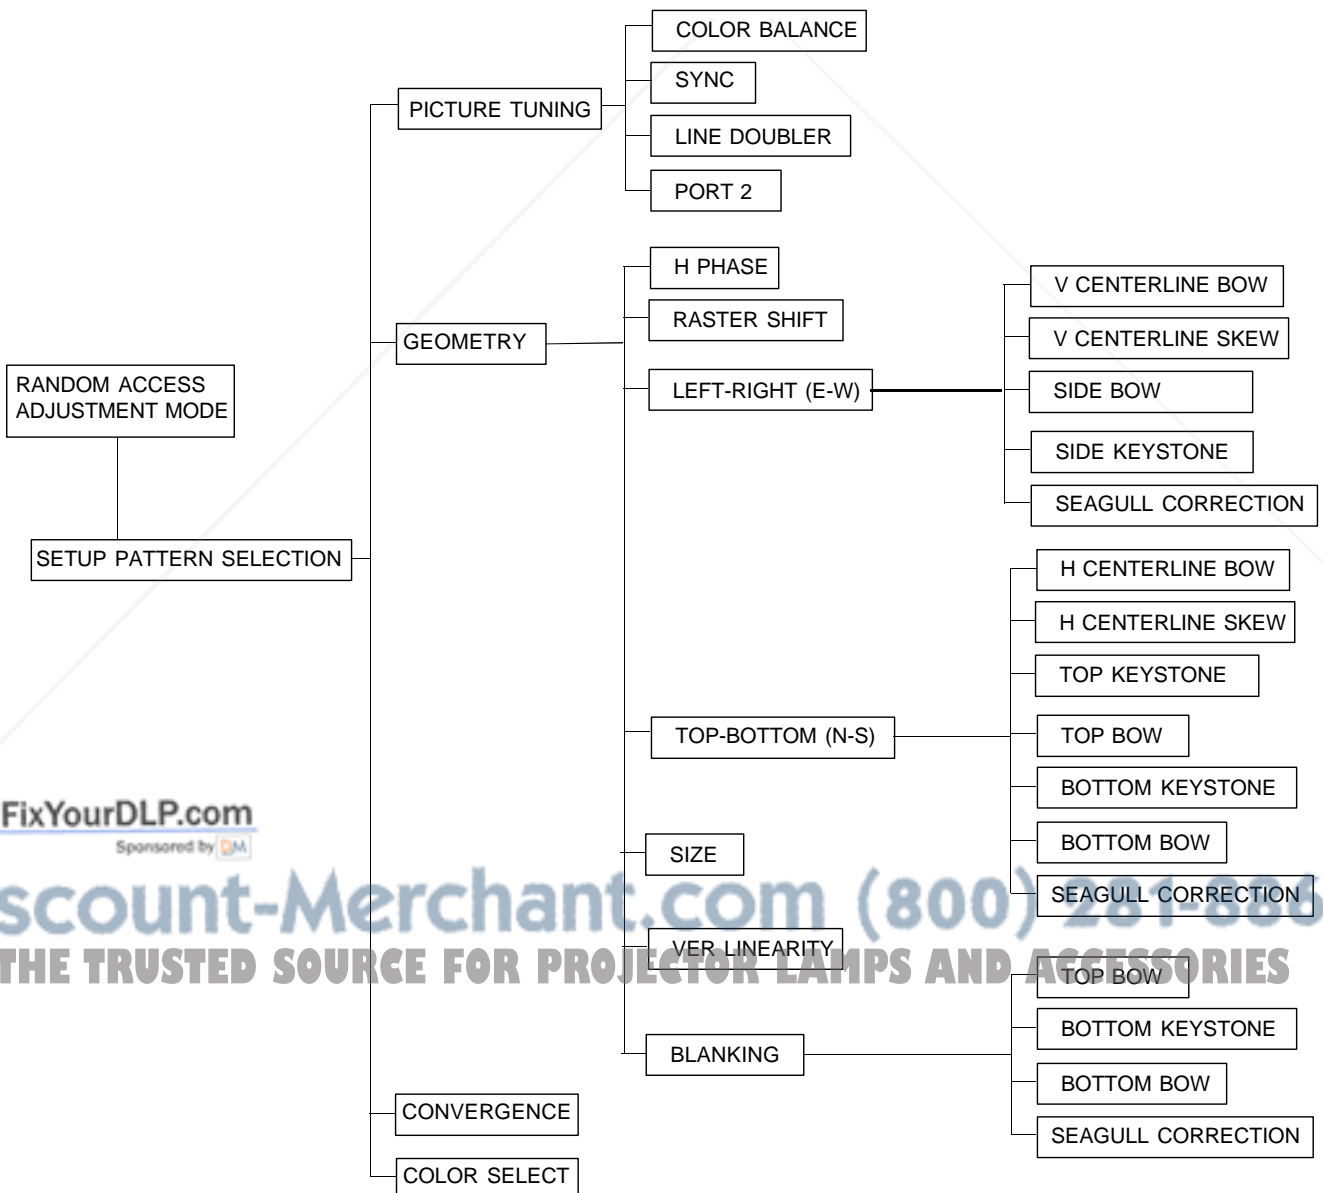 COLOR BALANCE
SYNC
PICTURE TUNING
LINE DOUBLER
PORT 2
H PHASE
V CENTERLINE BOW
RASTER SHIFT
V CENTERLINE SKEW
GEOMETRY
RANDOM ACCESS
ADJUSTMENT MODE
LEFT-RIGHT (E-W)
SIDE BOW
SIDE KEYSTONE
SEAGULL CORRECTION
SETUP PATTERN SELECTION
H CENTERLINE BOW
H CENTERLINE SKEW
TOP KEYSTONE
TOP-BOTTOM (N-S)
TOP BOW
BOTTOM KEYSTONE
FixYourDLP.com
Sponsored by DM
SIZE
BOTTOM BOW
SEAGULL CORRECTION
scount-Merchant.com (800) 281-886
VER LINEARITY
THE TRUSTED SOURCE FOR PROJECTOR LAMPS AND ACCESSORIES
TOP BOW
BOTTOM KEYSTONE
BLANKING
BOTTOM BOW
CONVERGENCE
SEAGULL CORRECTION
COLOR SELECT